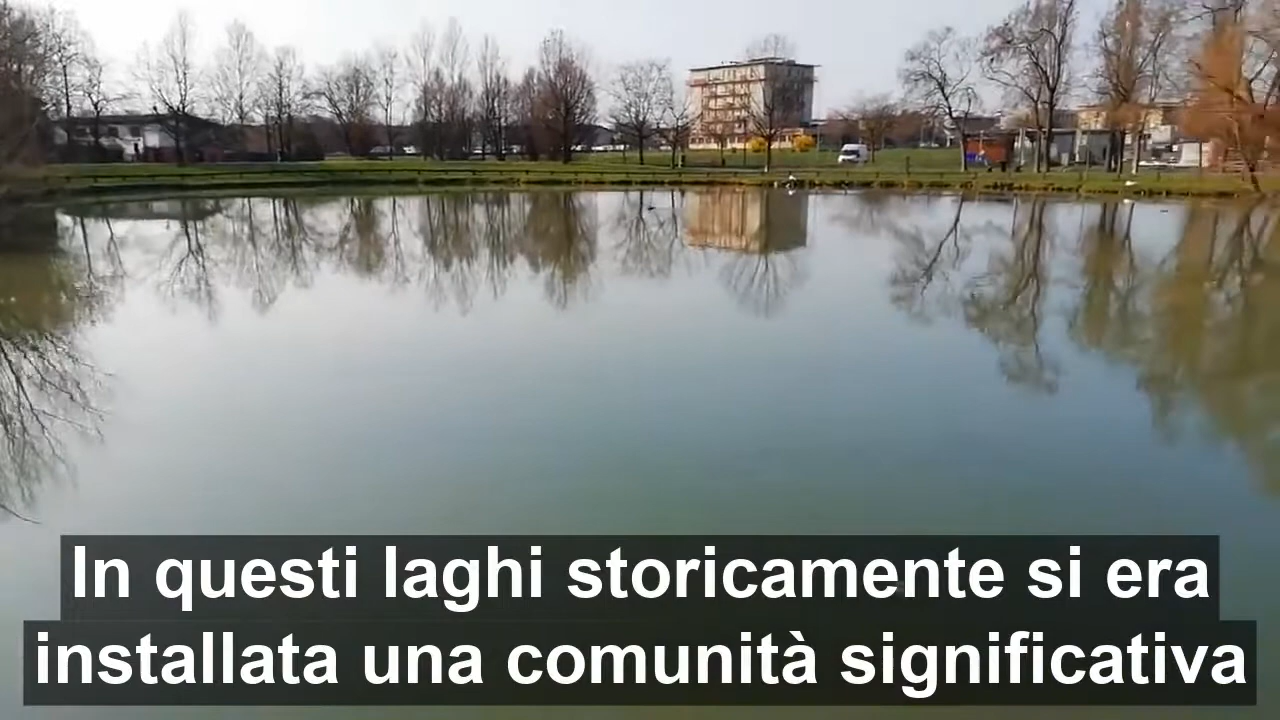 In questi laghi storicamente si era
installata una comunità significativa